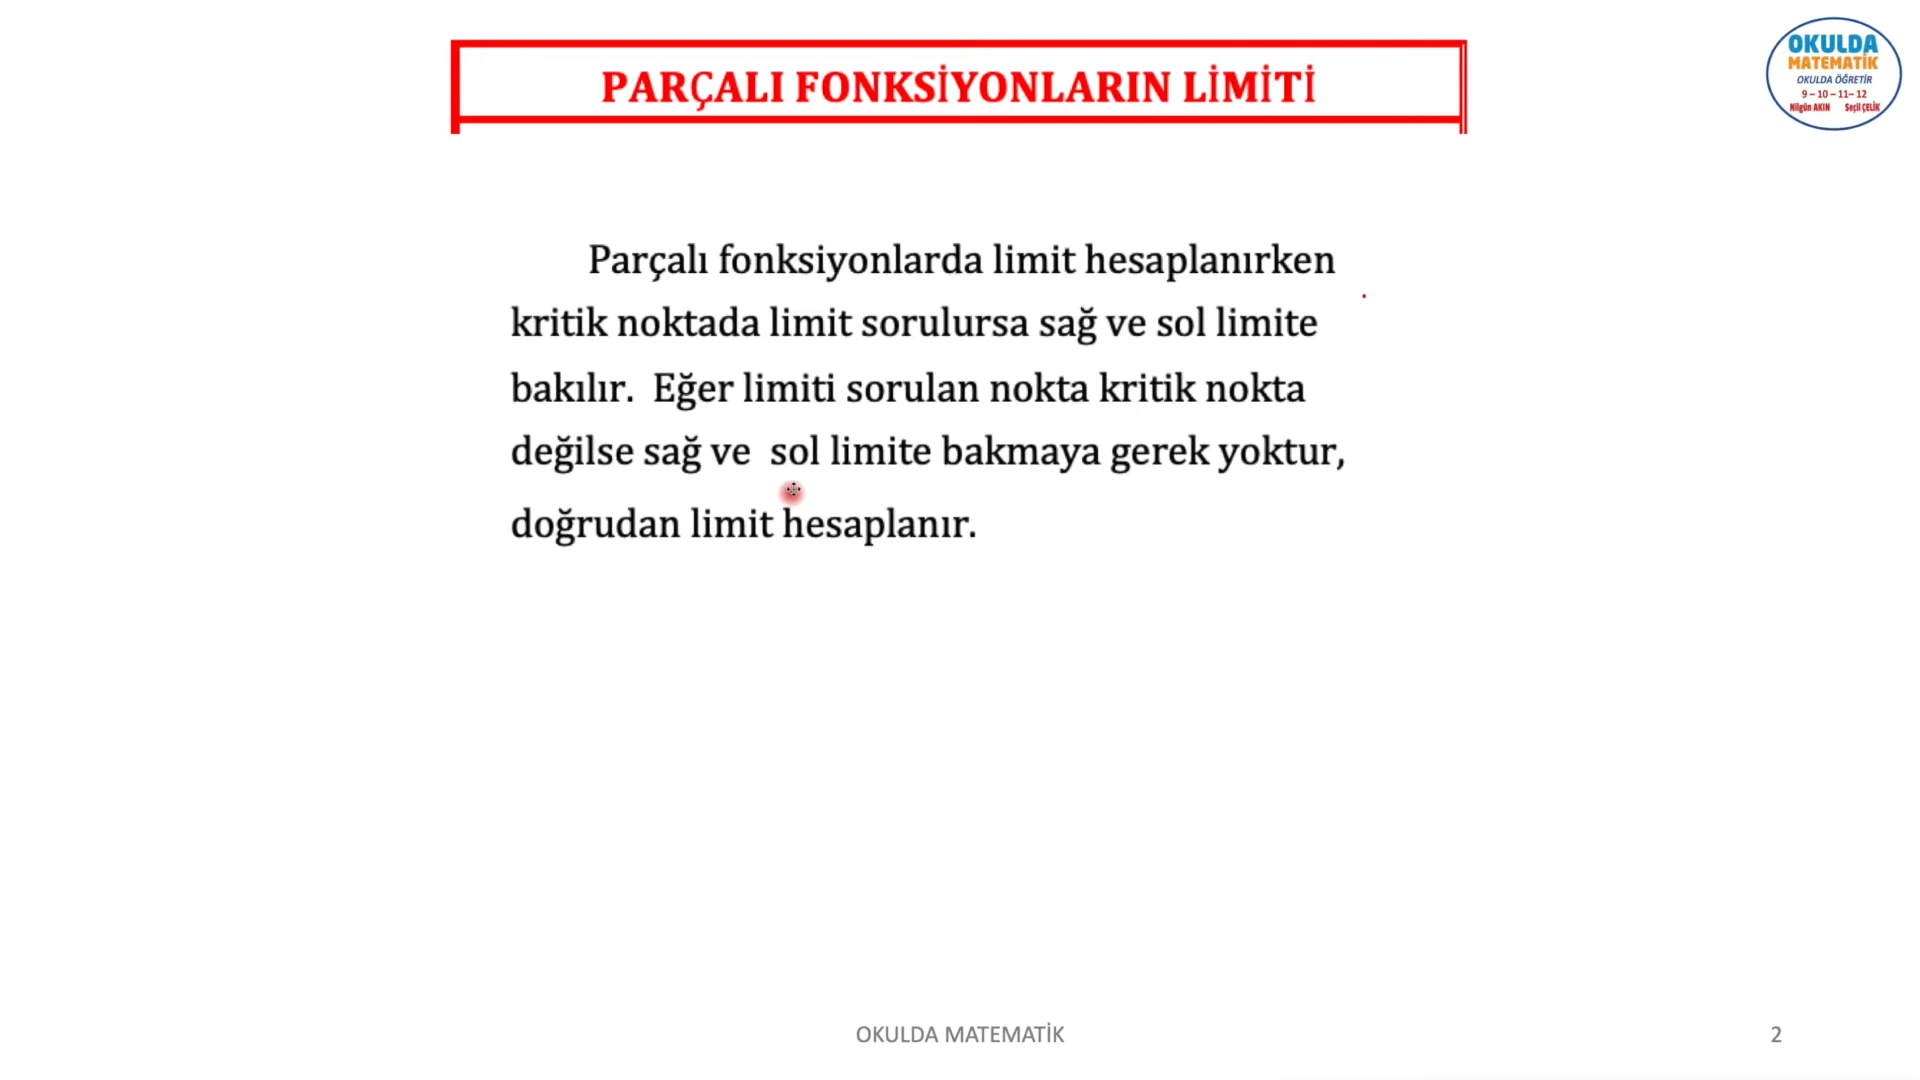 PARÇALI FONKSİYONLARIN LİMİTİ
OKULDA
MATEMATİK
OKULDA ÖĞRETİR
9 – 10 – 11– 12
Nilgün AKIN Seçil ÇELİK
Parçalı fonksiyonlarda limit hesaplanırken
kritik noktada limit sorulursa sağ ve sol limite
bakılır. Eğer limiti sorulan nokta kritik nokta
değilse sağ ve sol limite bakmaya gerek yoktur,
doğrudan limit hesaplanır.
OKULDA MATEMATİK
2